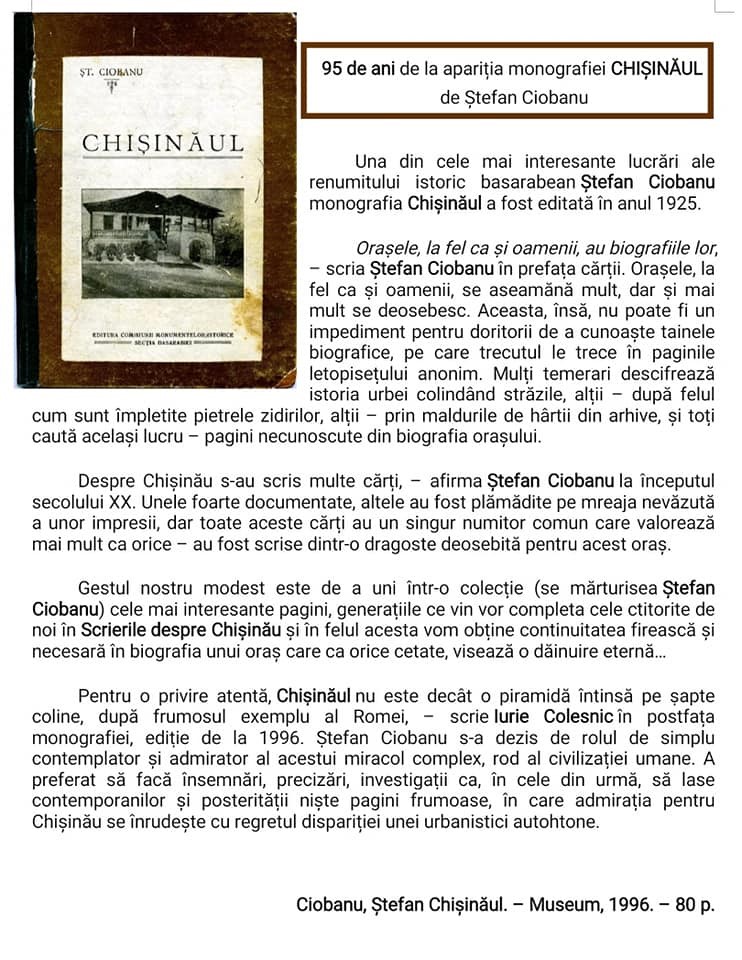 ȘT. CIOBANU
CHIȘINĂUL
EDITURA COMISIUNII MONUMENTELOR ISTORICE
SECȚIA BASARABIEI
95 de ani de la apariția monografiei CHIȘINĂUL
de Ștefan Ciobanu
Una din cele mai interesante lucrări ale
renumitului istoric basarabean Ștefan Ciobanu
monografia Chișinăul a fost editată în anul 1925.
Orașele, la fel ca și oamenii, au biografiile lor,
– scria Ștefan Ciobanu în prefața cărții. Orașele, la
fel ca și oamenii, se aseamănă mult, dar și mai
mult se deosebesc. Aceasta, însă, nu poate fi un
impediment pentru doritorii de a cunoaște tainele
biografice, pe care trecutul le trece în paginile
letopisețului anonim. Mulți temerari descifrează
istoria urbei colindând străzile, alții – după felul
cum sunt împletite pietrele zidirilor, alții – prin maldurile de hârtii din arhive, și toți
caută același lucru – pagini necunoscute din biografia orașului.
Despre Chișinău s-au scris multe cărți, – afirma Ștefan Ciobanu la începutul
secolului XX. Unele foarte documentate, altele au fost plămădite pe mreaja nevăzută
a unor impresii, dar toate aceste cărți au un singur numitor comun care valorează
mai mult ca orice – au fost scrise dintr-o dragoste deosebită pentru acest oraș.
Gestul nostru modest este de a uni într-o colecție (se mărturisea Ștefan
Ciobanu) cele mai interesante pagini, generațiile ce vin vor completa cele ctitorite de
noi în Scrierile despre Chișinău și în felul acesta vom obține continuitatea firească și
necesară în biografia unui oraș care ca orice cetate, visează o dăinuire eternă...
Pentru o privire atentă, Chișinăul nu este decât o piramidă întinsă pe șapte
coline, după frumosul exemplu al Romei, – scrie Iurie Colesnic în postfața
monografiei, ediție de la 1996. Ștefan Ciobanu s-a dezis de rolul de simplu
contemplator și admirator al acestui miracol complex, rod al civilizației umane. A
preferat să facă însemnări, precizări, investigații ca, în cele din urmă, să lase
contemporanilor și posterității niște pagini frumoase, în care admirația pentru
Chișinău se înrudește cu regretul dispariției unei urbanistici autohtone.
Ciobanu, Ștefan Chișinăul. – Museum, 1996. – 80 p.